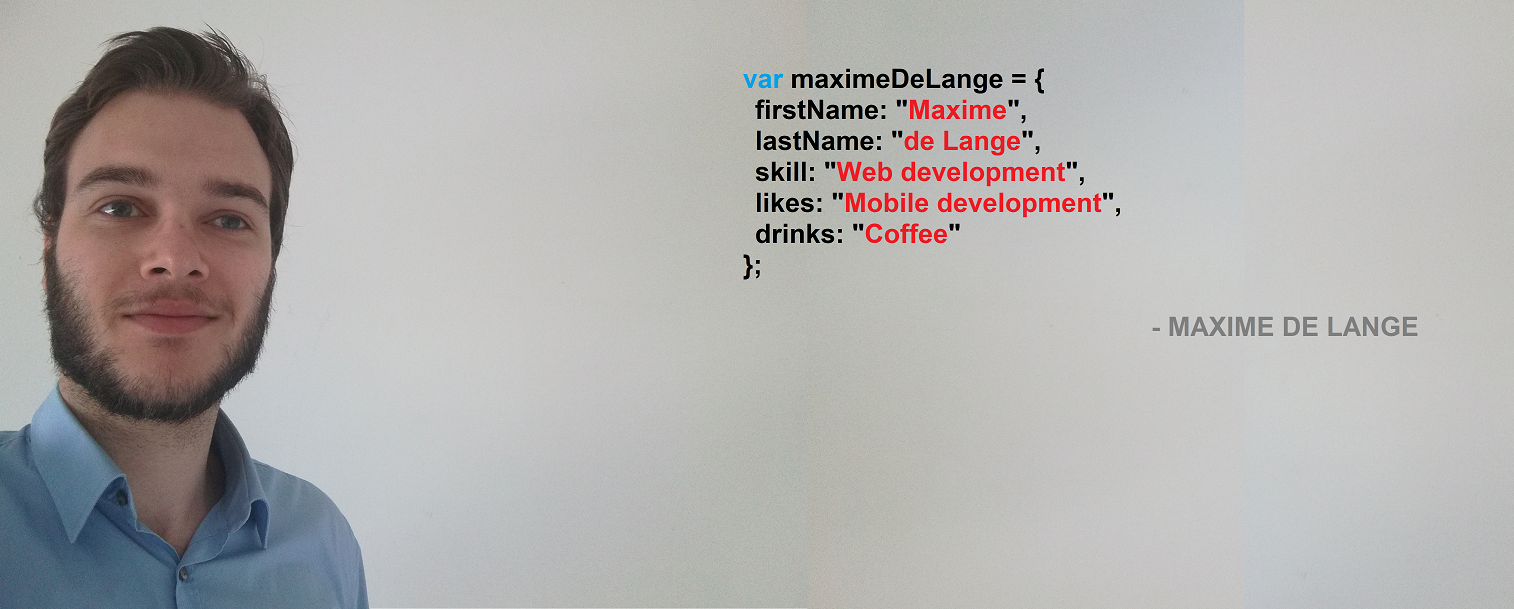 var maximeDeLange = {
firstName: "Maxime",
lastName: "de Lange",
skill: "Web development",
likes: "Mobile development",
drinks: "Coffee"
};
- MAXIME DE LANGE